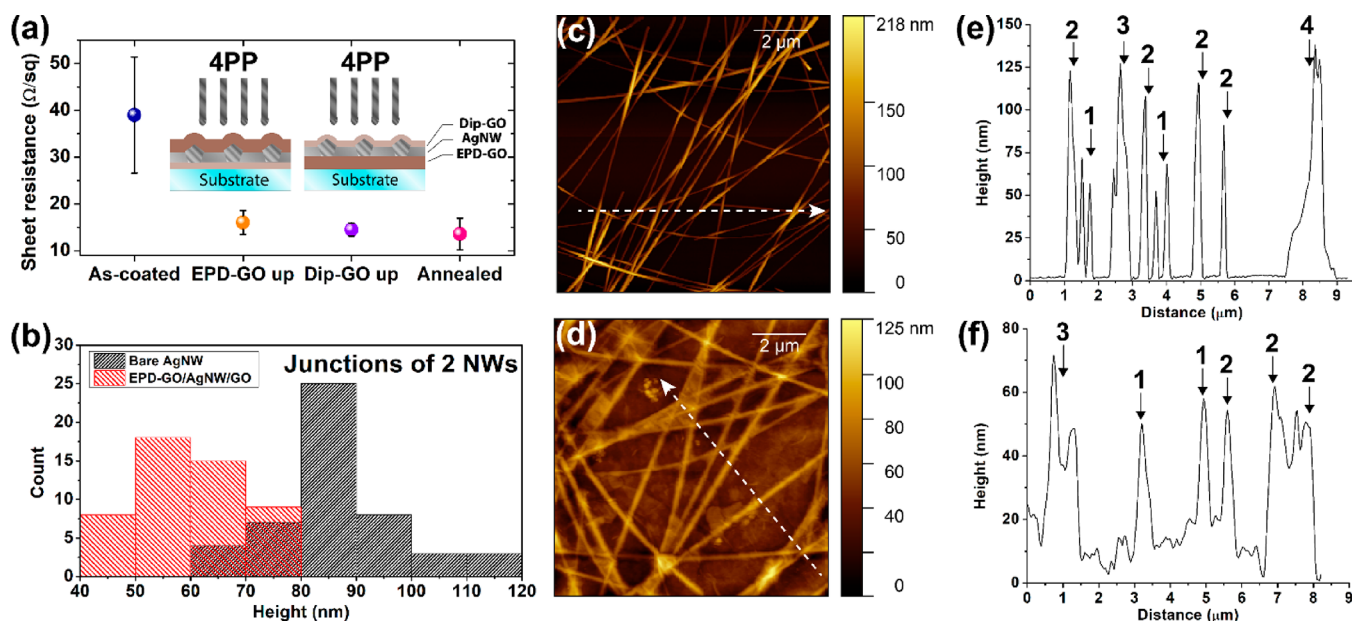 (a)
Sheet resistance (Ω/sq)
50
40
30
20
10
4PP
4PP
Dip-GO
AgNW
EPD-GO
Substrate
Substrate
As-coated
EPD-GO up
Dip-GO up
Annealed
(b)
Count
30
25
20
15
10
5
0
Bare AgNW
EPD-GO/AgNW/GO
Junctions of 2 NWs
40
50
60
70
80
90
100
110
120
Height (nm)
(c)
2 μm
218 nm
150
100
50
0
(d)
2 μm
125 nm
100
80
60
40
0
(e)
Height (nm)
150
125
100
75
50
25
0
2
1
3
2
1
2
2
4
0
1
2
3
4
5
6
7
8
9
Distance (μm)
(f)
Height (nm)
80
60
40
20
0
3
1
1
2
2
2
0
1
2
3
4
5
6
7
8
9
Distance (μm)